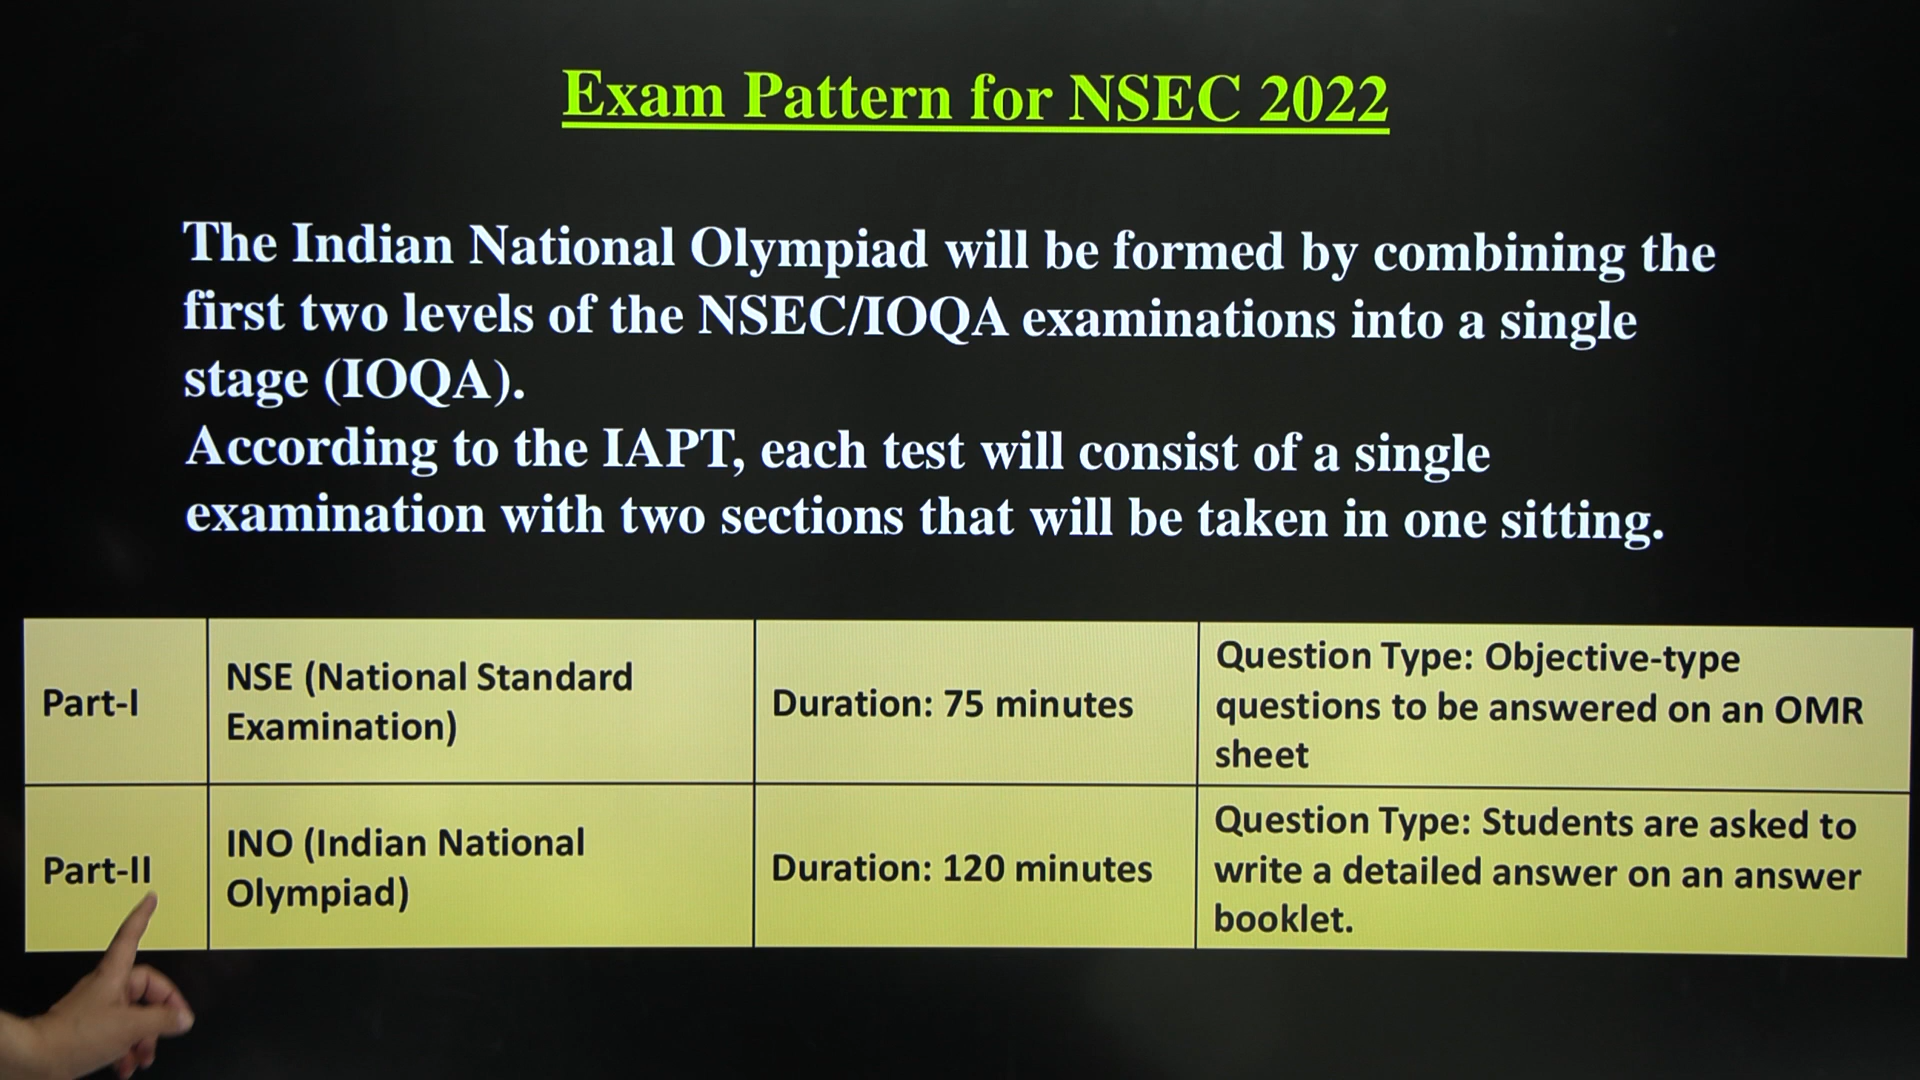 Exam Pattern for NSEC 2022
The Indian National Olympiad will be formed by combining the
first two levels of the NSEC/IOQA examinations into a single
stage (IOQA).
According to the IAPT, each test will consist of a single
examination with two sections that will be taken in one sitting.
Part-I
NSE (National Standard
Examination)
Duration: 75 minutes
Question Type: Objective-type
questions to be answered on an OMR
sheet
Part-II
INO (Indian National
Olympiad)
Duration: 120 minutes
Question Type: Students are asked to
write a detailed answer on an answer
booklet.